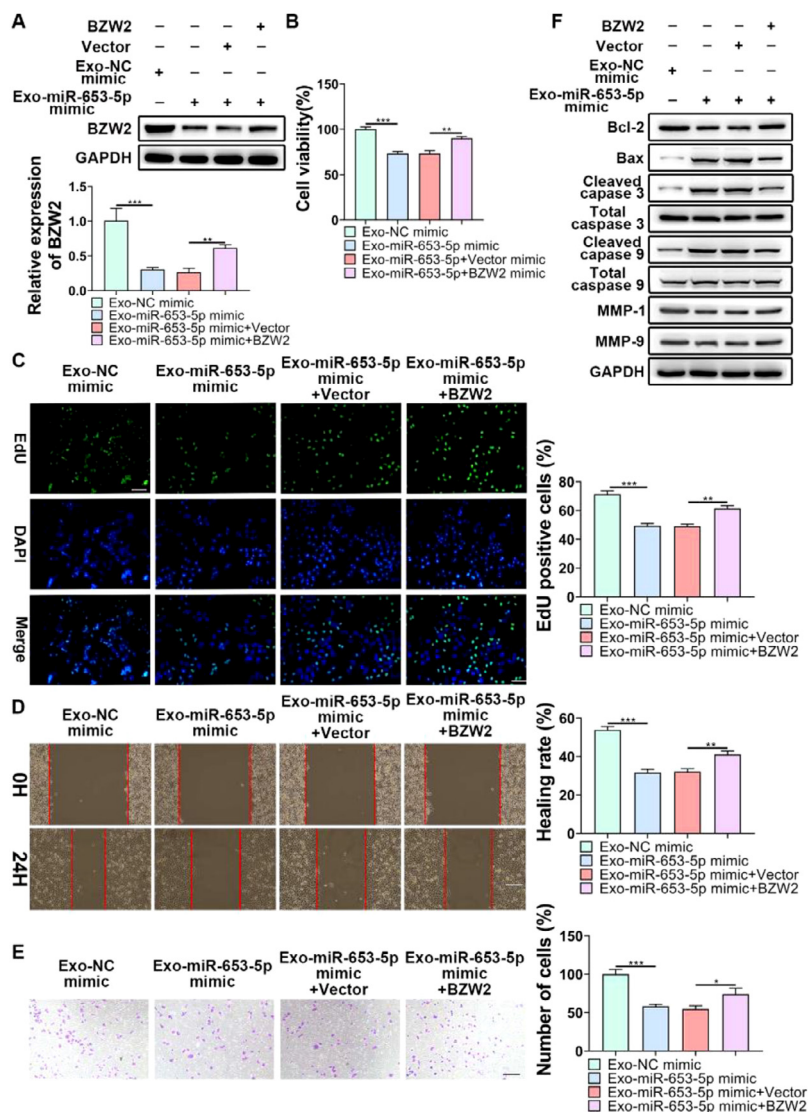 A
BZW2 − − − +
Vector − − + −
Exo-NC mimic + − − −
Exo-miR-653-5p mimic − + + +
BZW2
GAPDH
Relative expression of BZW2
1.5
1.0
0.5
0.0
***
**
Exo-NC mimic
Exo-miR-653-5p mimic
Exo-miR-653-5p mimic+Vector
Exo-miR-653-5p mimic+BZW2
B
Cell viability(%)
150
100
50
0
***
**
Exo-NC mimic
Exo-miR-653-5p mimic
Exo-miR-653-5p+Vector mimic
Exo-miR-653-5p+BZW2 mimic
F
BZW2 − − − +
Vector − − + −
Exo-NC mimic + − − −
Exo-miR-653-5p mimic − + + +
Bcl-2
Bax
Cleaved capase 3
Total capase 3
Cleaved capase 9
Total capase 9
MMP-1
MMP-9
GAPDH
C
Exo-NC mimic
Exo-miR-653-5p mimic
Exo-miR-653-5p mimic +Vector
Exo-miR-653-5p mimic +BZW2
EdU
DAPI
Merge
EdU positive cells (%)
80
60
40
20
0
***
**
Exo-NC mimic
Exo-miR-653-5p mimic
Exo-miR-653-5p mimic+Vector
Exo-miR-653-5p mimic+BZW2
D
Exo-NC mimic
Exo-miR-653-5p mimic
Exo-miR-653-5p mimic +Vector
Exo-miR-653-5p mimic +BZW2
0H
24H
Healing rate (%)
60
40
20
0
***
**
Exo-NC mimic
Exo-miR-653-5p mimic
Exo-miR-653-5p mimic+Vector
Exo-miR-653-5p mimic+BZW2
E
Exo-NC mimic
Exo-miR-653-5p mimic
Exo-miR-653-5p mimic +Vector
Exo-miR-653-5p mimic +BZW2
Number of cells (%)
150
100
50
0
***
*
Exo-NC mimic
Exo-miR-653-5p mimic
Exo-miR-653-5p mimic+Vector
Exo-miR-653-5p mimic+BZW2